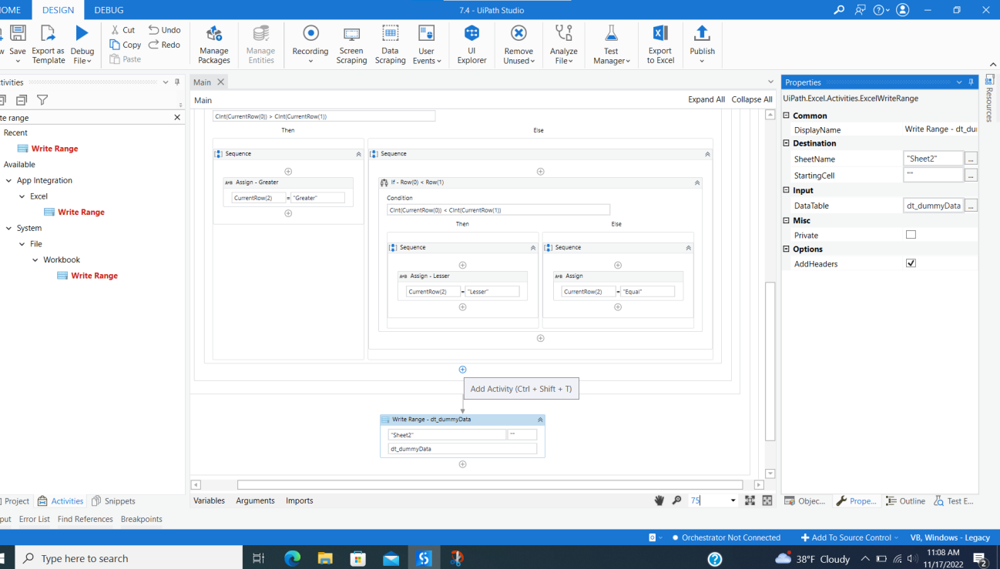 OME DESIGN DEBUG 7.4 - UiPath Studio
w Save Export as Template Debug File Cut Copy Paste Undo Redo Manage Packages Manage Entities Recording Screen Scraping Data Scraping User Events UI Explorer Remove Unused Analyze File Test Manager Export to Excel Publish
tivities
te range
Recent
Write Range
Available
App Integration
Excel
Write Range
System
File
Workbook
Write Range
Project Activities Snippets
Main
Main Expand All Collapse All
CInt(CurrentRow(0)) > CInt(CurrentRow(1))
Then Else
Sequence Sequence
Assign - Greater
A+B
CurrentRow(2) = "Greater"
If - Row(0) < Row(1)
Condition
CInt(CurrentRow(0)) < CInt(CurrentRow(1))
Then Else
Sequence Sequence
A+B Assign - Lesser A+B Assign
CurrentRow(2) = "Lesser" CurrentRow(2) = "Equal"
Add Activity (Ctrl + Shift + T)
Write Range - dt_dummyData
"Sheet2" ""
dt_dummyData
Variables Arguments Imports 75
Properties
UiPath.Excel.Activities.ExcelWriteRange
Common
DisplayName Write Range - dt_du
Destination
SheetName "Sheet2" ...
StartingCell "" ...
Input
DataTable dt_dummyData ...
Misc
Private
Options
AddHeaders
Objec... Prope... Outline Test E...
Resources
put Error List Find References Breakpoints
Orchestrator Not Connected Add To Source Control VB, Windows - Legacy
Type here to search 38°F Cloudy 11:08 AM
11/17/2022 2